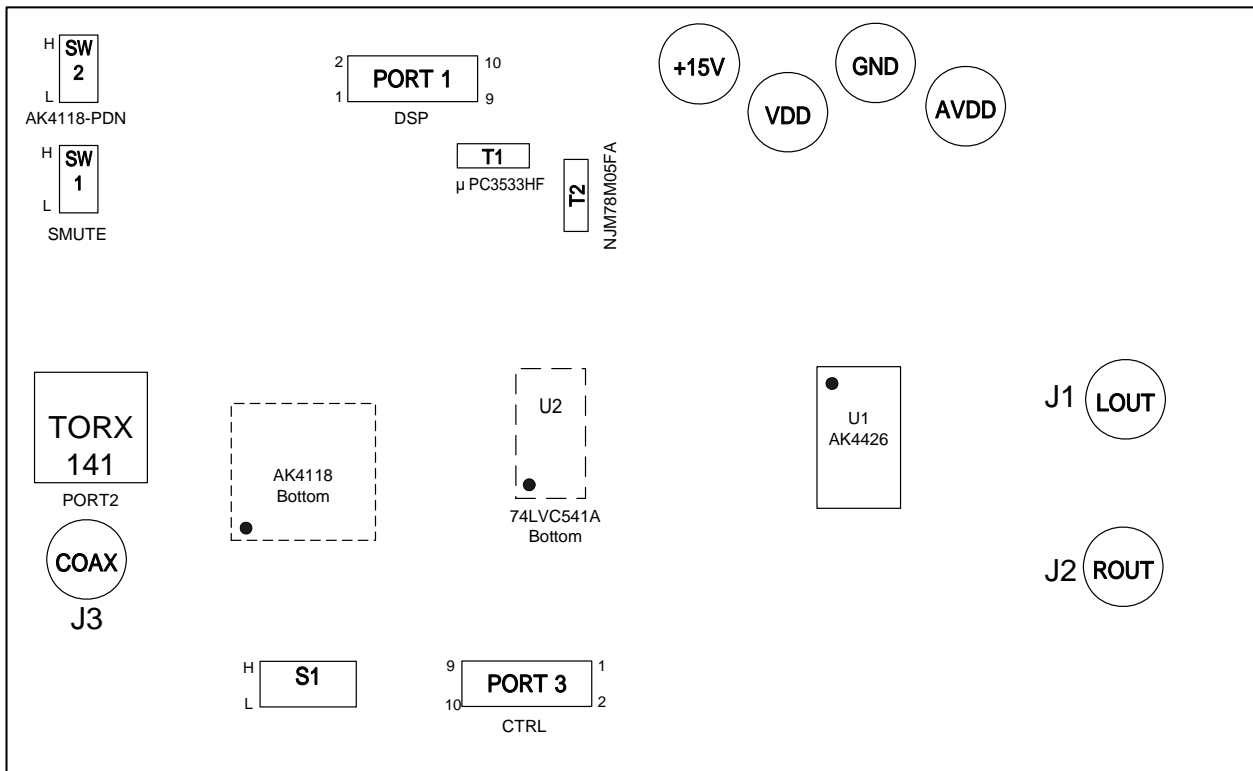 H
SW
2
L
AK4118-PDN
H
SW
1
L
SMUTE
2
1
PORT 1
10
9
DSP
T1
µ PC3533HF
T2
NJM78M05FA
+15V
VDD
GND
AVDD
TORX
141
PORT2
COAX
J3
AK4118
Bottom
U2
74LVC541A
Bottom
U1
AK4426
J1
LOUT
J2
ROUT
H
L
S1
9
10
PORT 3
1
2
CTRL